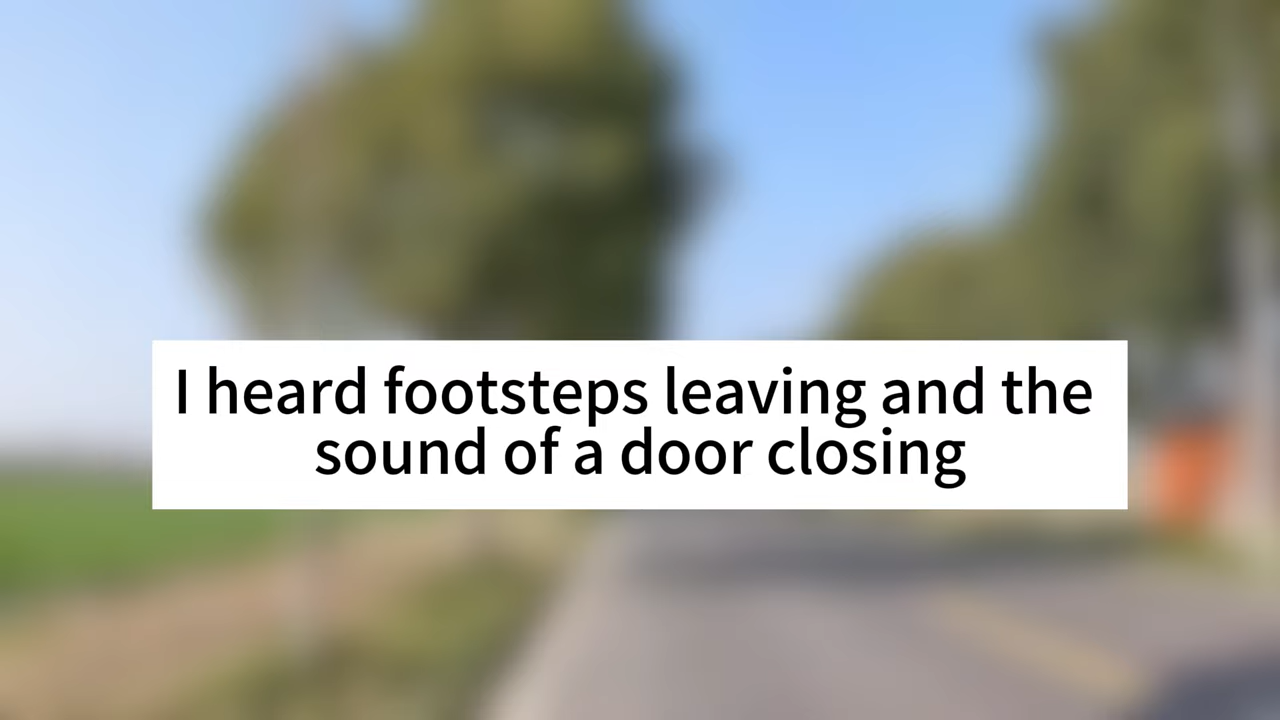 I heard footsteps leaving and the
sound of a door closing